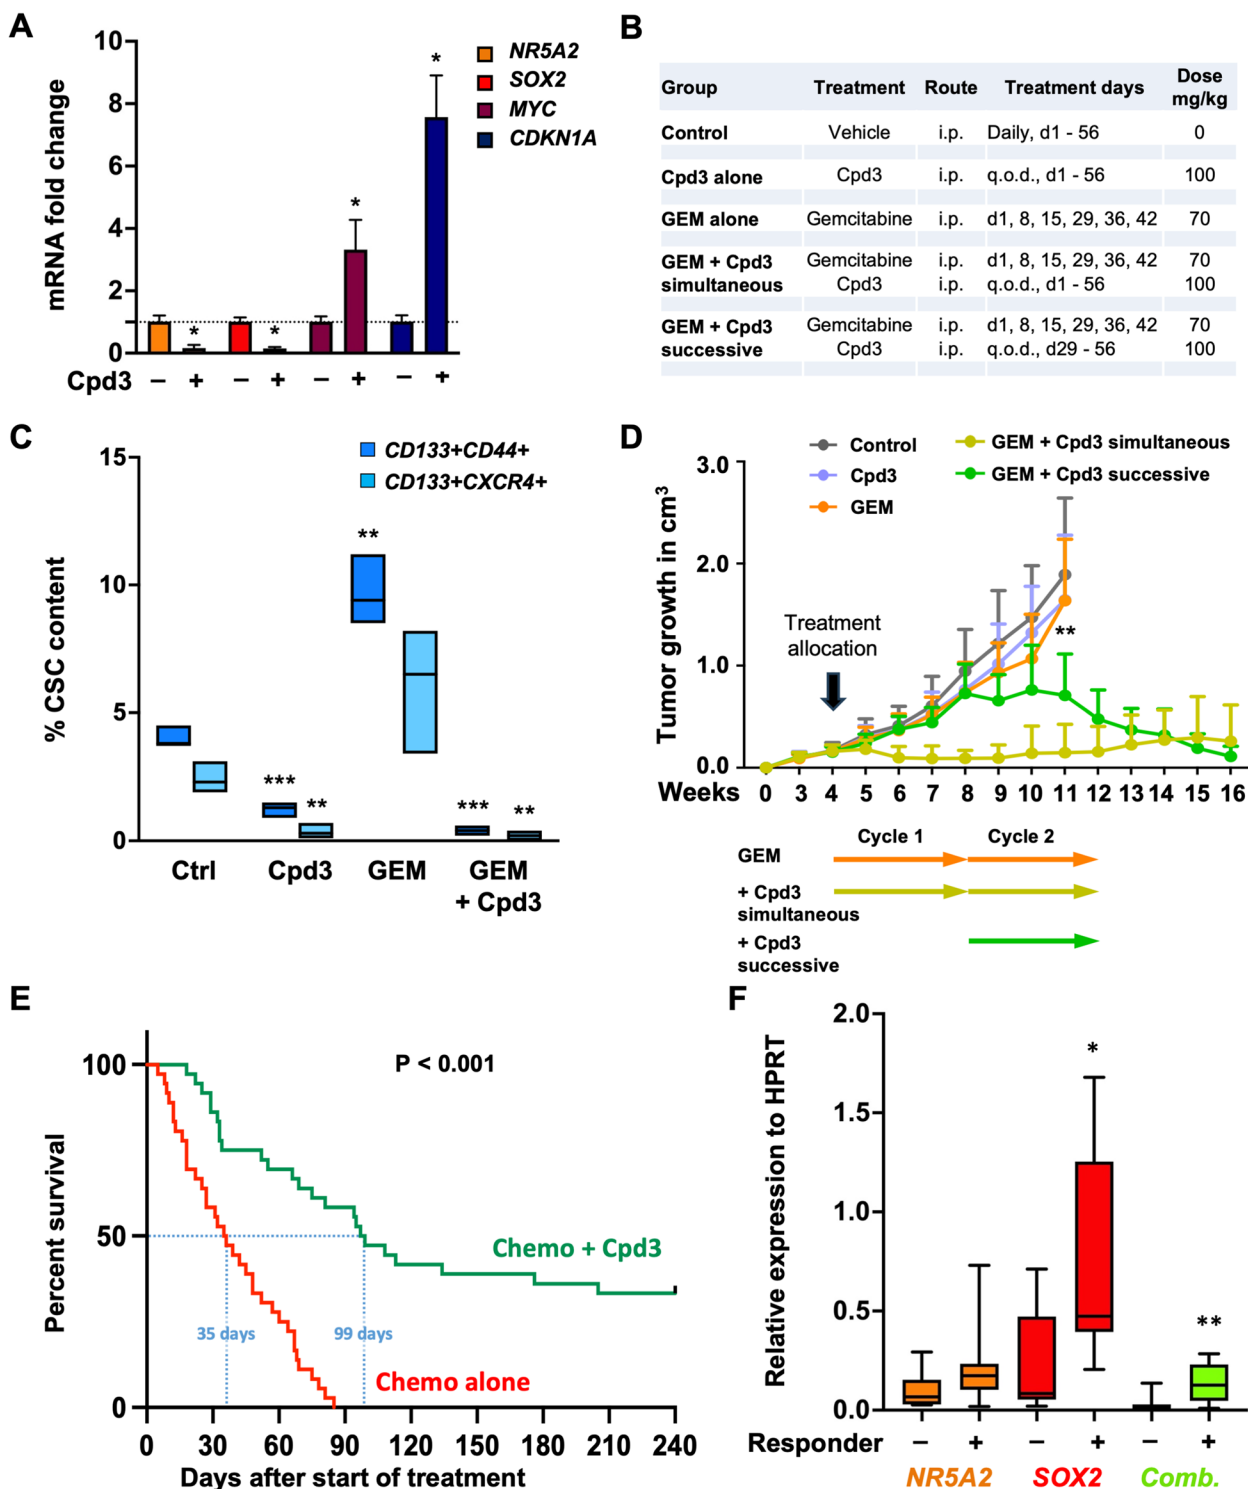 A
10
8
6
4
2
0
mRNA fold change
NR5A2
SOX2
MYC
CDKN1A
*
*
*
*
Cpd3 – + – + – + – +
B
Group Treatment Route Treatment days Dose mg/kg
Control Vehicle i.p. Daily, d1 - 56 0
Cpd3 alone Cpd3 i.p. q.o.d., d1 - 56 100
GEM alone Gemcitabine i.p. d1, 8, 15, 29, 36, 42 70
GEM + Cpd3 Gemcitabine i.p. d1, 8, 15, 29, 36, 42 70
simultaneous Cpd3 i.p. q.o.d., d1 - 56 100
GEM + Cpd3 Gemcitabine i.p. d1, 8, 15, 29, 36, 42 70
successive Cpd3 i.p. q.o.d., d29 - 56 100
C
15
10
5
0
% CSC content
CD133+CD44+
CD133+CXCR4+
***
**
**
***
**
Ctrl Cpd3 GEM GEM
+ Cpd3
D
3.0
2.0
1.0
0.0
Tumor growth in cm3
Control
Cpd3
GEM
GEM + Cpd3 simultaneous
GEM + Cpd3 successive
Treatment
allocation
**
Weeks 0 3 4 5 6 7 8 9 10 11 12 13 14 15 16
Cycle 1 Cycle 2
GEM
+ Cpd3
simultaneous
+ Cpd3
successive
E
100
50
0
Percent survival
P < 0.001
Chemo + Cpd3
35 days
99 days
Chemo alone
0 30 60 90 120 150 180 210 240
Days after start of treatment
F
2.0
1.5
1.0
0.5
0.0
Relative expression to HPRT
*
**
Responder – + – + – +
NR5A2 SOX2 Comb.